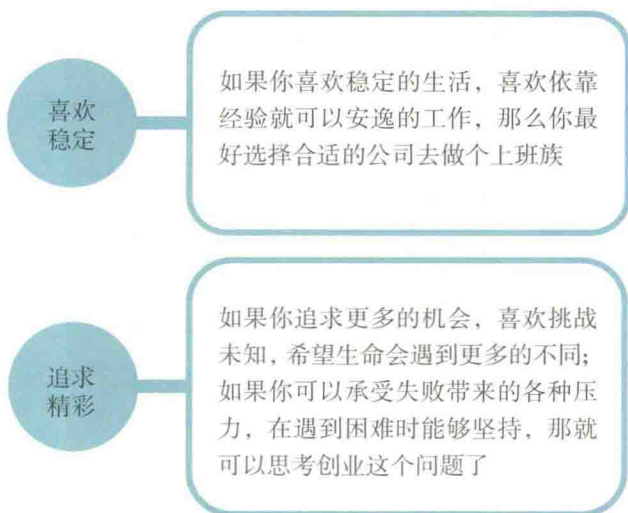 喜欢
稳定
如果你喜欢稳定的生活，喜欢依靠
经验就可以安逸的工作，那么你最
好选择合适的公司去做个上班族
追求
精彩
如果你追求更多的机会，喜欢挑战
未知，希望生命会遇到更多的不同；
如果你可以承受失败带来的各种压
力，在遇到困难时能够坚持，那就
可以思考创业这个问题了